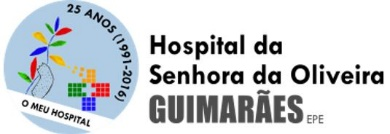 25 ANOS (1991-2016)
O MEU HOSPITAL
Hospital da
Senhora da Oliveira
GUIMARÃES EPE